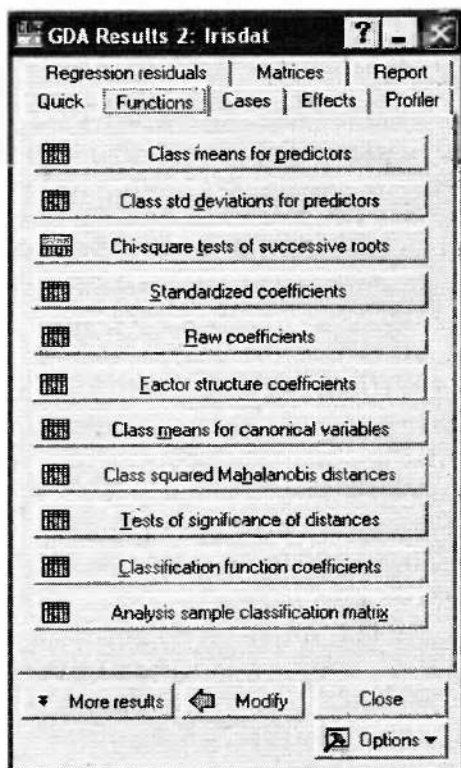 GDA Results 2: Irisdat
Regression residuals Matrices Report
Quick Functions Cases Effects Profiler
Class means for predictors
Class std deviations for predictors
Chi-square tests of successive roots
Standardized coefficients
Raw coefficients
Factor structure coefficients
Class means for canonical variables
Class squared Mahalanobis distances
Tests of significance of distances
Classification function coefficients
Analysis sample classification matrix
More results Modify Close
Options